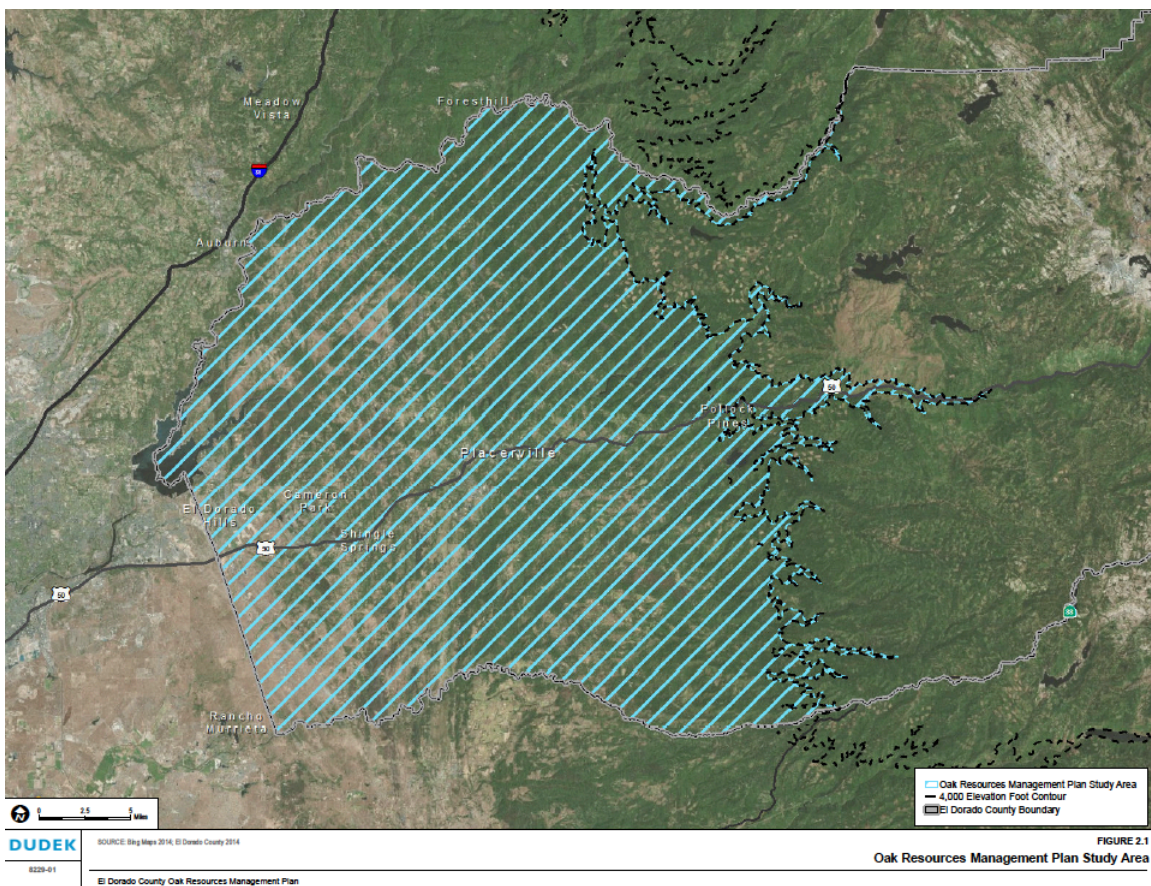 Meadow
Vista
Foresthill
80
Auburn
50
Pollock
Pines
Placerville
El Dorado
Hills
Cameron
Park
Shingle
Springs
50
50
88
Rancho
Murrieta
Oak Resources Management Plan Study Area
4,000 Elevation Foot Contour
El Dorado County Boundary
N
0 2.5 5
Miles
DUDEK
8229-01
SOURCE: Bing Maps 2014; El Dorado County 2014
FIGURE 2.1
Oak Resources Management Plan Study Area
El Dorado County Oak Resources Management Plan